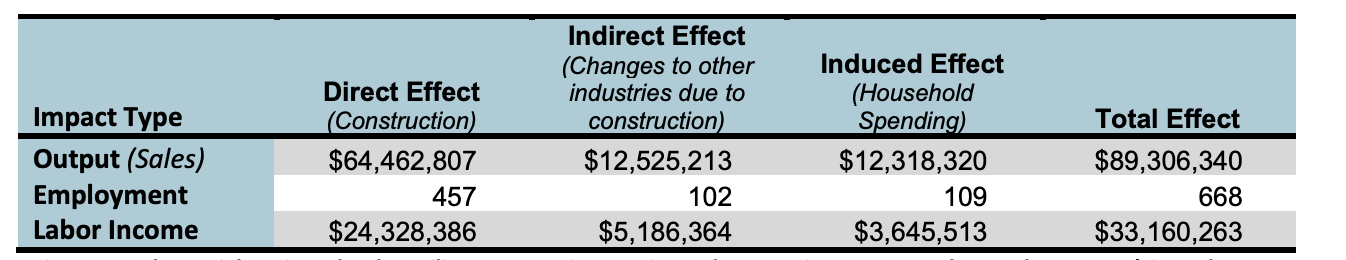 Impact Type Direct Effect (Construction) Indirect Effect (Changes to other industries due to construction) Induced Effect (Household Spending) Total Effect
Output (Sales) $64,462,807 $12,525,213 $12,318,320 $89,306,340
Employment 457 102 109 668
Labor Income $24,328,386 $5,186,364 $3,645,513 $33,160,263